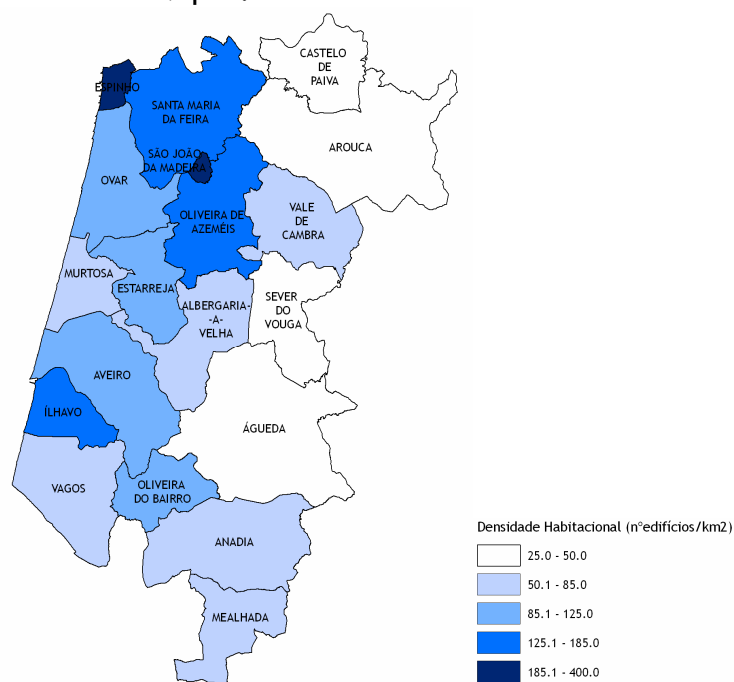 CASTELO
DE
PAIVA
ESPINHO
SANTA MARIA
DA FEIRA
AROUCA
SÃO JOÃO
DA MADEIRA
OVAR
VALE
DE
CAMBRA
OLIVEIRA DE
AZEMÉIS
MURTOSA
ESTARREJA
ALBERGARIA-
-A-
VELHA
SEVER
DO
VOUGA
AVEIRO
ÍLHAVO
ÁGUEDA
VAGOS
OLIVEIRA
DO BAIRRO
ANADIA
MEALHADA
Densidade Habitacional (nºedifícios/km2)
25.0 - 50.0
50.1 - 85.0
85.1 - 125.0
125.1 - 185.0
185.1 - 400.0